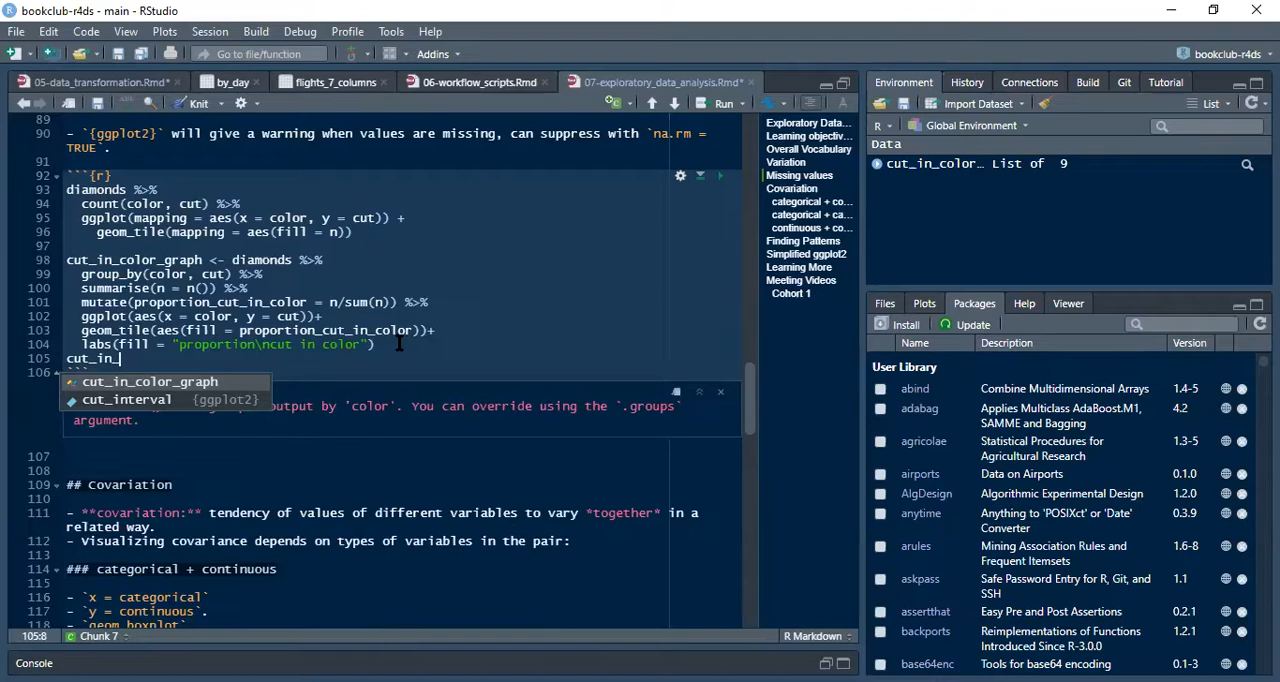 bookclub-r4ds - main - RStudio
File Edit Code View Plots Session Build Debug Profile Tools Help
Go to file/function Addins bookclub-r4ds
05-data_transformation.Rmd* by_day flights_7_columns 06-workflow_scripts.Rmd 07-exploratory_data_analysis.Rmd*
Knit Run
89
90 - `{ggplot2}` will give a warning when values are missing, can suppress with `na.rm =
TRUE`.
91
92 ```{r}
93 diamonds %>%
94 count(color, cut) %>%
95 ggplot(mapping = aes(x = color, y = cut)) +
96 geom_tile(mapping = aes(fill = n))
97
98 cut_in_color_graph <- diamonds %>%
99 group_by(color, cut) %>%
100 summarise(n = n()) %>%
101 mutate(proportion_cut_in_color = n/sum(n)) %>%
102 ggplot(aes(x = color, y = cut))+
103 geom_tile(aes(fill = proportion_cut_in_color))+
104 labs(fill = "proportion\ncut in color")
105 cut_in_
106
cut_in_color_graph
cut_interval {ggplot2}
output by 'color'. You can override using the `.groups`
argument.
107
108
109 ## Covariation
110
111 - **covariation:** tendency of values of different variables to vary *together* in a
related way.
112 - Visualizing covariance depends on types of variables in the pair:
113
114 ### categorical + continuous
115
116 - `x = categorical`
117 - `y = continuous`.
118 - `geom_boxplot`
105:8 Chunk 7 R Markdown
Console
Exploratory Data...
Learning objectiv...
Overall Vocabulary
Variation
Missing values
Covariation
categorical + co...
categorical + ca...
continuous + co...
Finding Patterns
Simplified ggplot2
Learning More
Meeting Videos
Cohort 1
Environment History Connections Build Git Tutorial
Import Dataset List
R Global Environment
Data
cut_in_color… List of 9
Files Plots Packages Help Viewer
Install Update
Name Description Version
User Library
abind Combine Multidimensional Arrays 1.4-5
adabag Applies Multiclass AdaBoost.M1, SAMME and Bagging 4.2
agricolae Statistical Procedures for Agricultural Research 1.3-5
airports Data on Airports 0.1.0
AlgDesign Algorithmic Experimental Design 1.2.0
anytime Anything to 'POSIXct' or 'Date' Converter 0.3.9
arules Mining Association Rules and Frequent Itemsets 1.6-8
askpass Safe Password Entry for R, Git, and SSH 1.1
assertthat Easy Pre and Post Assertions 0.2.1
backports Reimplementations of Functions Introduced Since R-3.0.0 1.2.1
base64enc Tools for base64 encoding 0.1-3